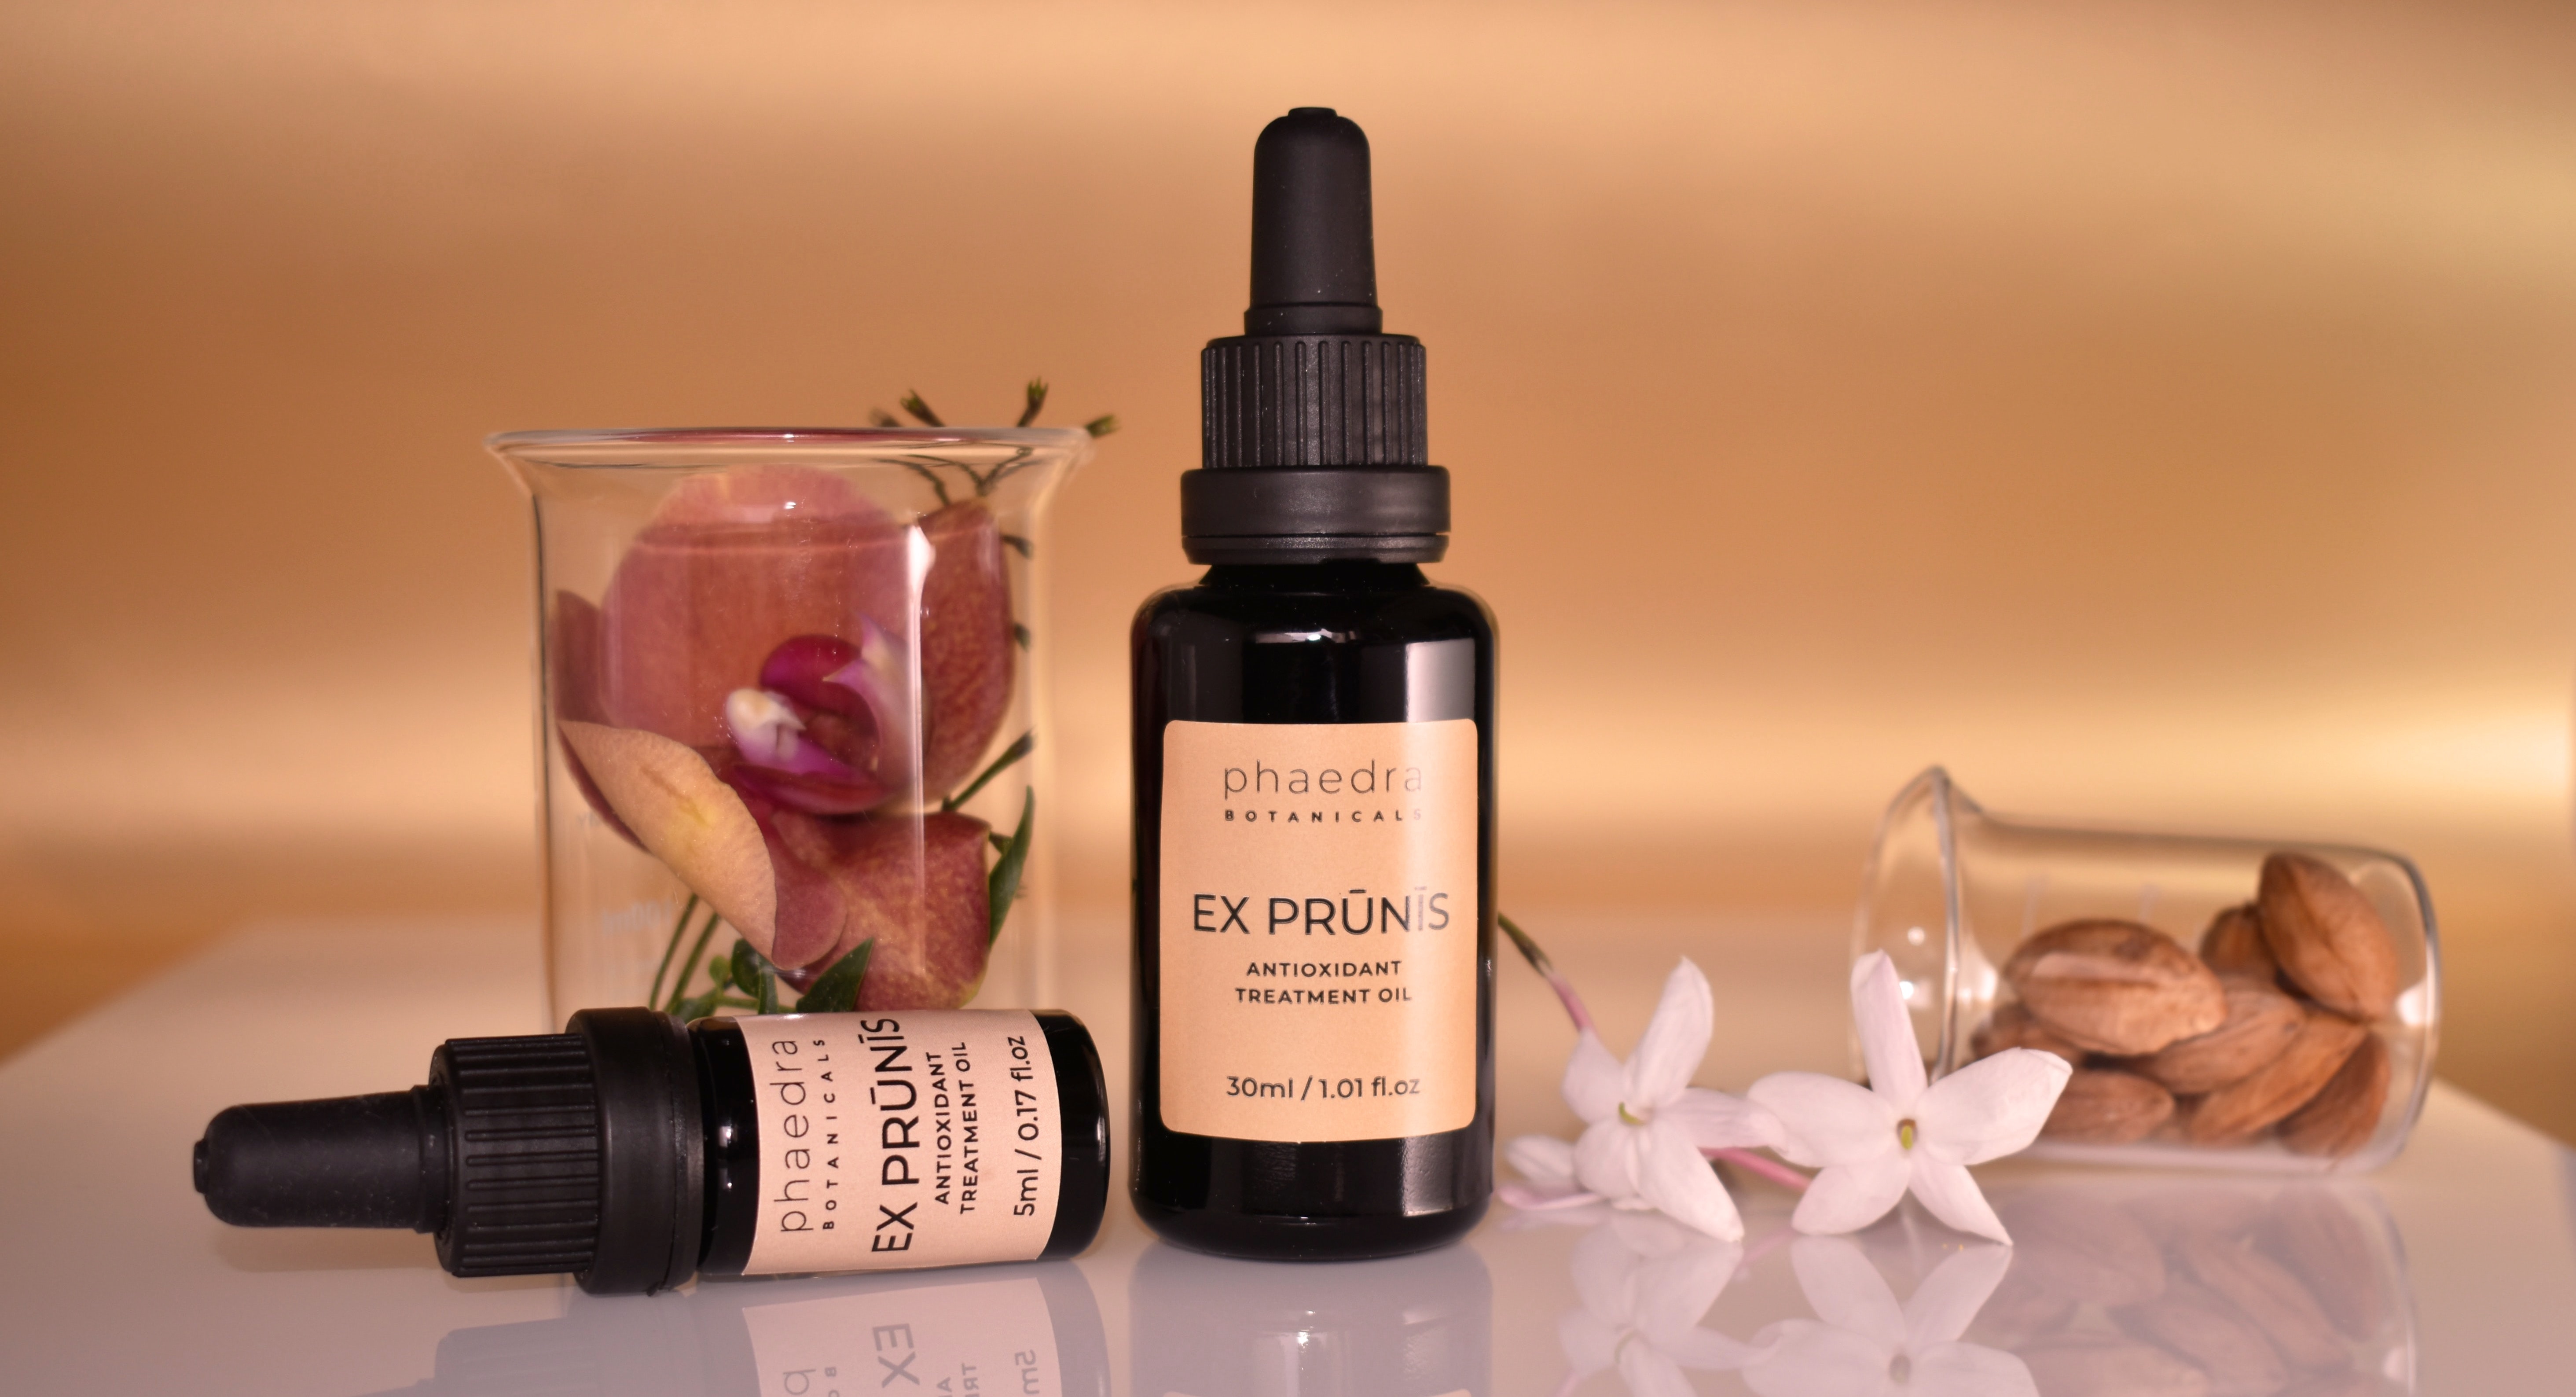 phaedra
BOTANICALS
EX PRŪNĪS
ANTIOXIDANT
TREATMENT OIL
30ml / 1.01 fl.oz
phaedra
BOTANICALS
EX PRŪNĪS
ANTIOXIDANT
TREATMENT OIL
5ml / 0.17 fl.oz